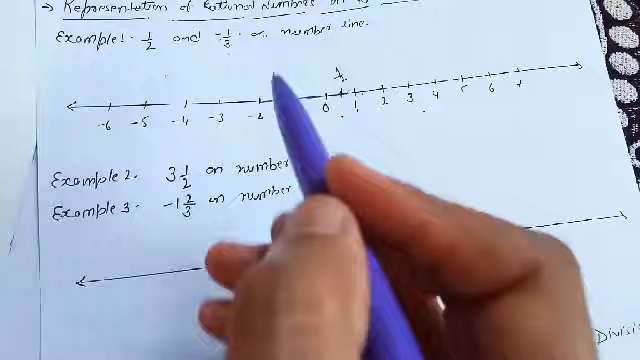 → Representation of Rational Numbers on
Example 1. 1/2 and -1/3 on number line.
1/2
-6 -5 -4 -3 -2 0 1 2 3 4 5 6 7
Example 2. 3 1/2 on number
Example 3. -1 2/3 on number
Divisi